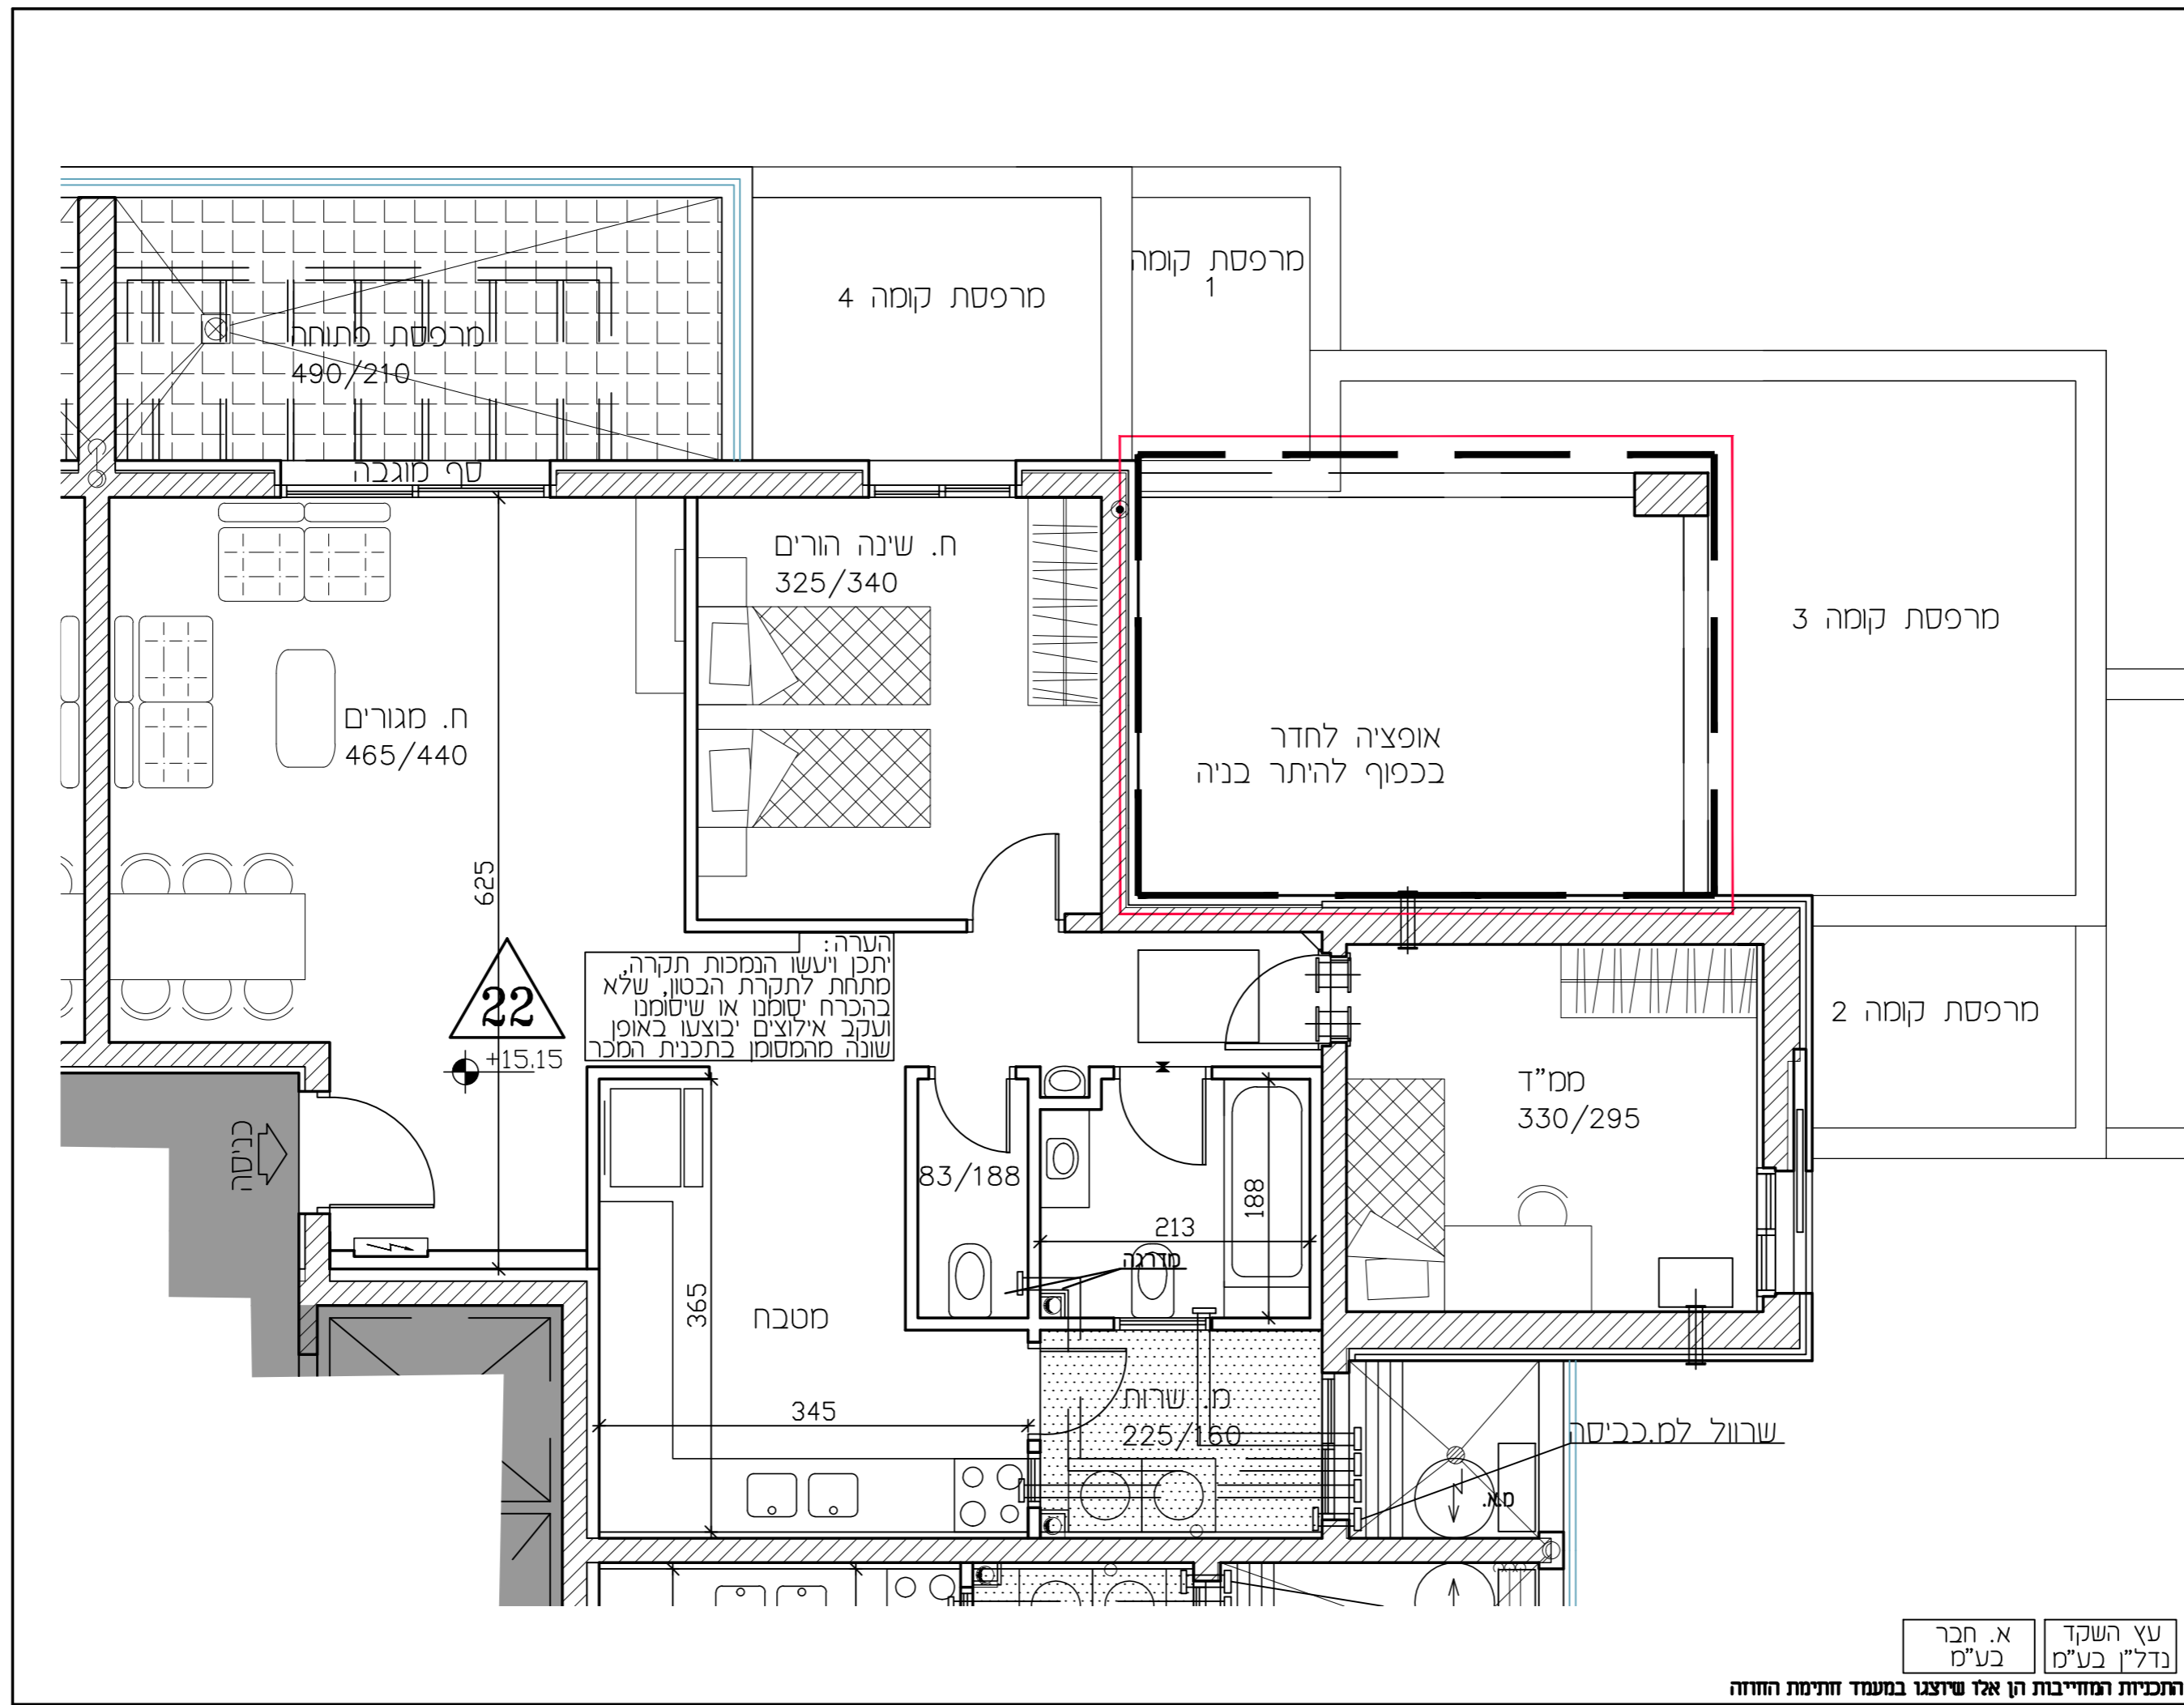 מרפסת קומה
1
מרפסת קומה 4
מרפסת פתוחה
490/210
סף מוגבה
ח. שינה הורים
325/340
מרפסת קומה 3
ח. מגורים
465/440
אופציה לחדר
בכפוף להיתר בניה
625
הערה:
יתכן ויעשו הנמכות תקרה,
מתחת לתקרת הבטון, שלא
בהכרח יסומנו או שיסומנו
ועקב אילוצים יבוצעו באופן
שונה מהמסומן בתכנית המכר
22
+15.15
מרפסת קומה 2
ממ"ד
330/295
כניסה
83/188
188
213
מדרגה
365
מטבח
345
מ. שרות
225/160
שרוול למ.כביסה
מ.א.
עץ השקד
נדל"ן בע"מ
א. חבר
בע"מ
התכניות המחייבות הן אלו שיוצגו במעמד חתימת החוזה